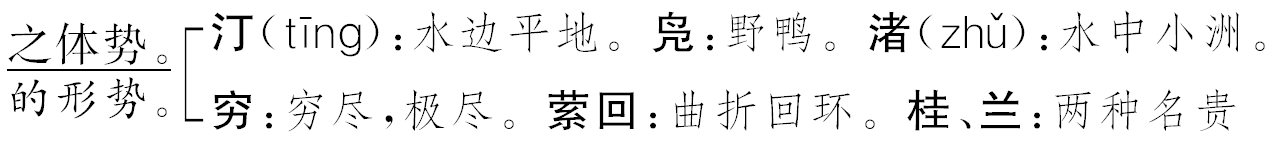 之体势。
的形势。
汀(tīng):水边平地。凫:野鸭。渚(zhǔ):水中小洲。
穷:穷尽,极尽。萦回:曲折回环。桂、兰:两种名贵